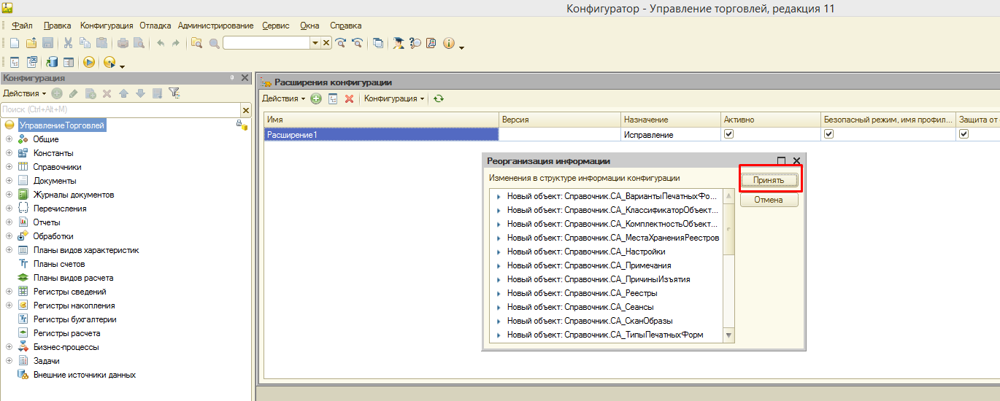 Конфигуратор - Управление торговлей, редакция 11
Файл Правка Конфигурация Отладка Администрирование Сервис Окна Справка
Конфигурация
Действия
Поиск (Ctrl+Alt+M)
УправлениеТорговлей
Общие
Константы
Справочники
Документы
Журналы документов
Перечисления
Отчеты
Обработки
Планы видов характеристик
Планы счетов
Планы видов расчета
Регистры сведений
Регистры накопления
Регистры бухгалтерии
Регистры расчета
Бизнес-процессы
Задачи
Внешние источники данных
Расширения конфигурации
Действия Конфигурация
Имя Версия Назначение Активно Безопасный режим, имя профил... Защита от
Расширение1 Исправление
Реорганизация информации
Изменения в структуре информации конфигурации
Принять
Отмена
Новый объект: Справочник.СА_ВариантыПечатныхФо...
Новый объект: Справочник.СА_КлассификаторОбъект...
Новый объект: Справочник.СА_КомплектностьОбъект...
Новый объект: Справочник.СА_МестаХраненияРеестров
Новый объект: Справочник.СА_Настройки
Новый объект: Справочник.СА_Примечания
Новый объект: Справочник.СА_ПричиныИзъятия
Новый объект: Справочник.СА_Реестры
Новый объект: Справочник.СА_Сеансы
Новый объект: Справочник.СА_СканОбразы
Новый объект: Справочник.СА_ТипыПечатныхФорм